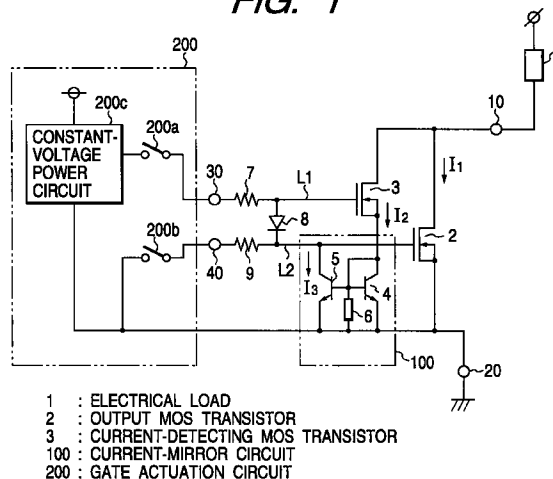 FIG. 1
200
200c
200a
CONSTANT-
VOLTAGE
POWER
CIRCUIT
30
7
L1
3
10
I1
8
I2
2
200b
40
9
L2
5
I3
4
6
100
20
1 : ELECTRICAL LOAD
2 : OUTPUT MOS TRANSISTOR
3 : CURRENT-DETECTING MOS TRANSISTOR
100 : CURRENT-MIRROR CIRCUIT
200 : GATE ACTUATION CIRCUIT